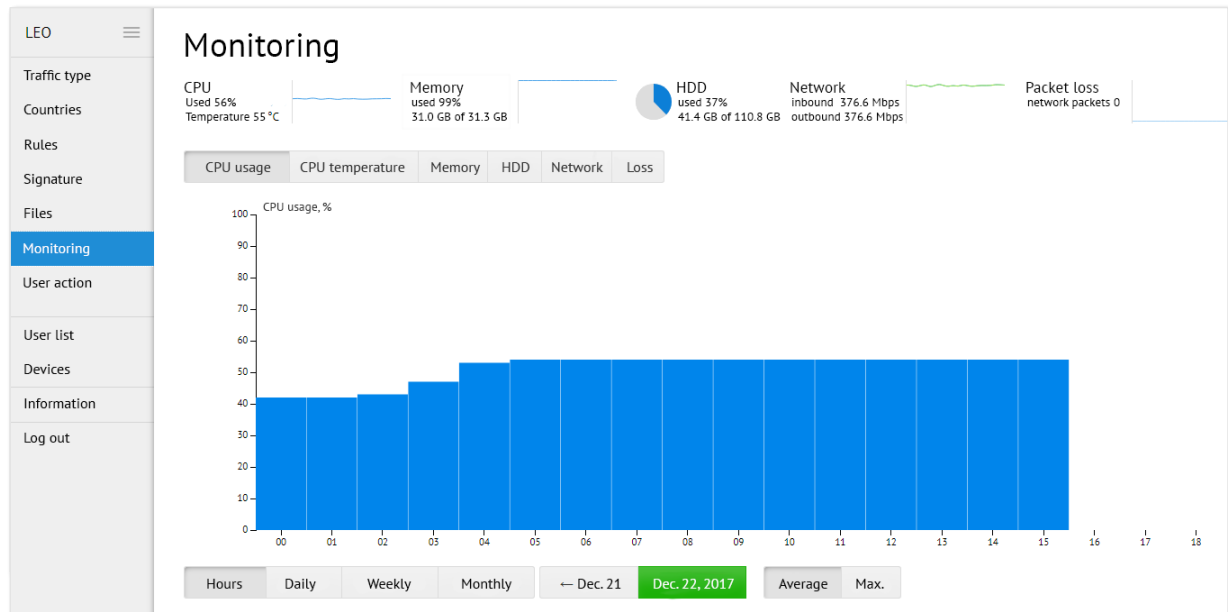 LEO
Traffic type
Countries
Rules
Signature
Files
Monitoring
User action
User list
Devices
Information
Log out
Monitoring
CPU
Used 56%
Temperature 55 °C
Memory
used 99%
31.0 GB of 31.3 GB
HDD
used 37%
41.4 GB of 110.8 GB
Network
inbound 376.6 Mbps
outbound 376.6 Mbps
Packet loss
network packets 0
CPU usage CPU temperature Memory HDD Network Loss
CPU usage, %
100
90
80
70
60
50
40
30
20
10
0
00 01 02 03 04 05 06 07 08 09 10 11 12 13 14 15 16 17 18
Hours Daily Weekly Monthly ← Dec. 21 Dec. 22, 2017 Average Max.